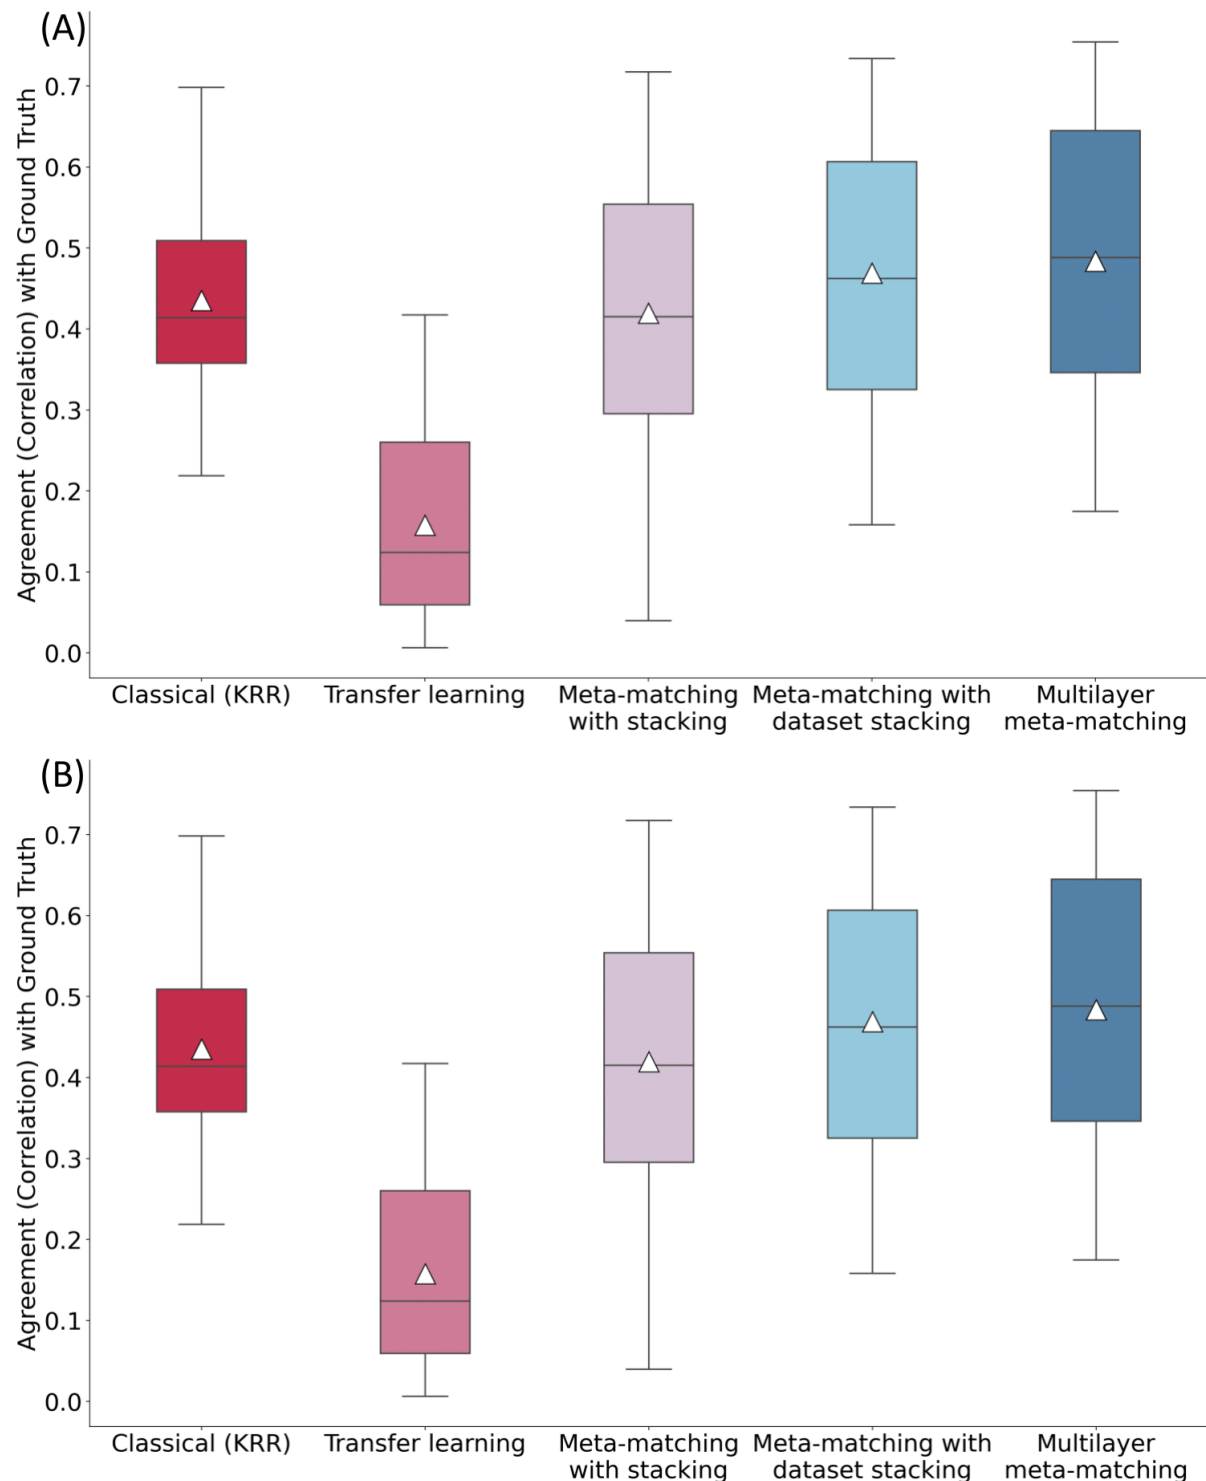 (A)
Agreement (Correlation) with Ground Truth
0.7
0.6
0.5
0.4
0.3
0.2
0.1
0.0
Classical (KRR)
Transfer learning
Meta-matching
with stacking
Meta-matching with
dataset stacking
Multilayer
meta-matching
(B)
Agreement (Correlation) with Ground Truth
0.7
0.6
0.5
0.4
0.3
0.2
0.1
0.0
Classical (KRR)
Transfer learning
Meta-matching
with stacking
Meta-matching with
dataset stacking
Multilayer
meta-matching